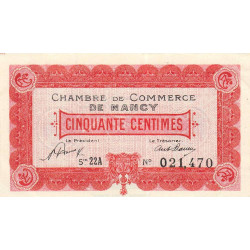 CHAMBRE DE COMMERCE
DE NANCY
CINQUANTE CENTIMES
Le Président Le Trésorier
Sie 22A No 021,470